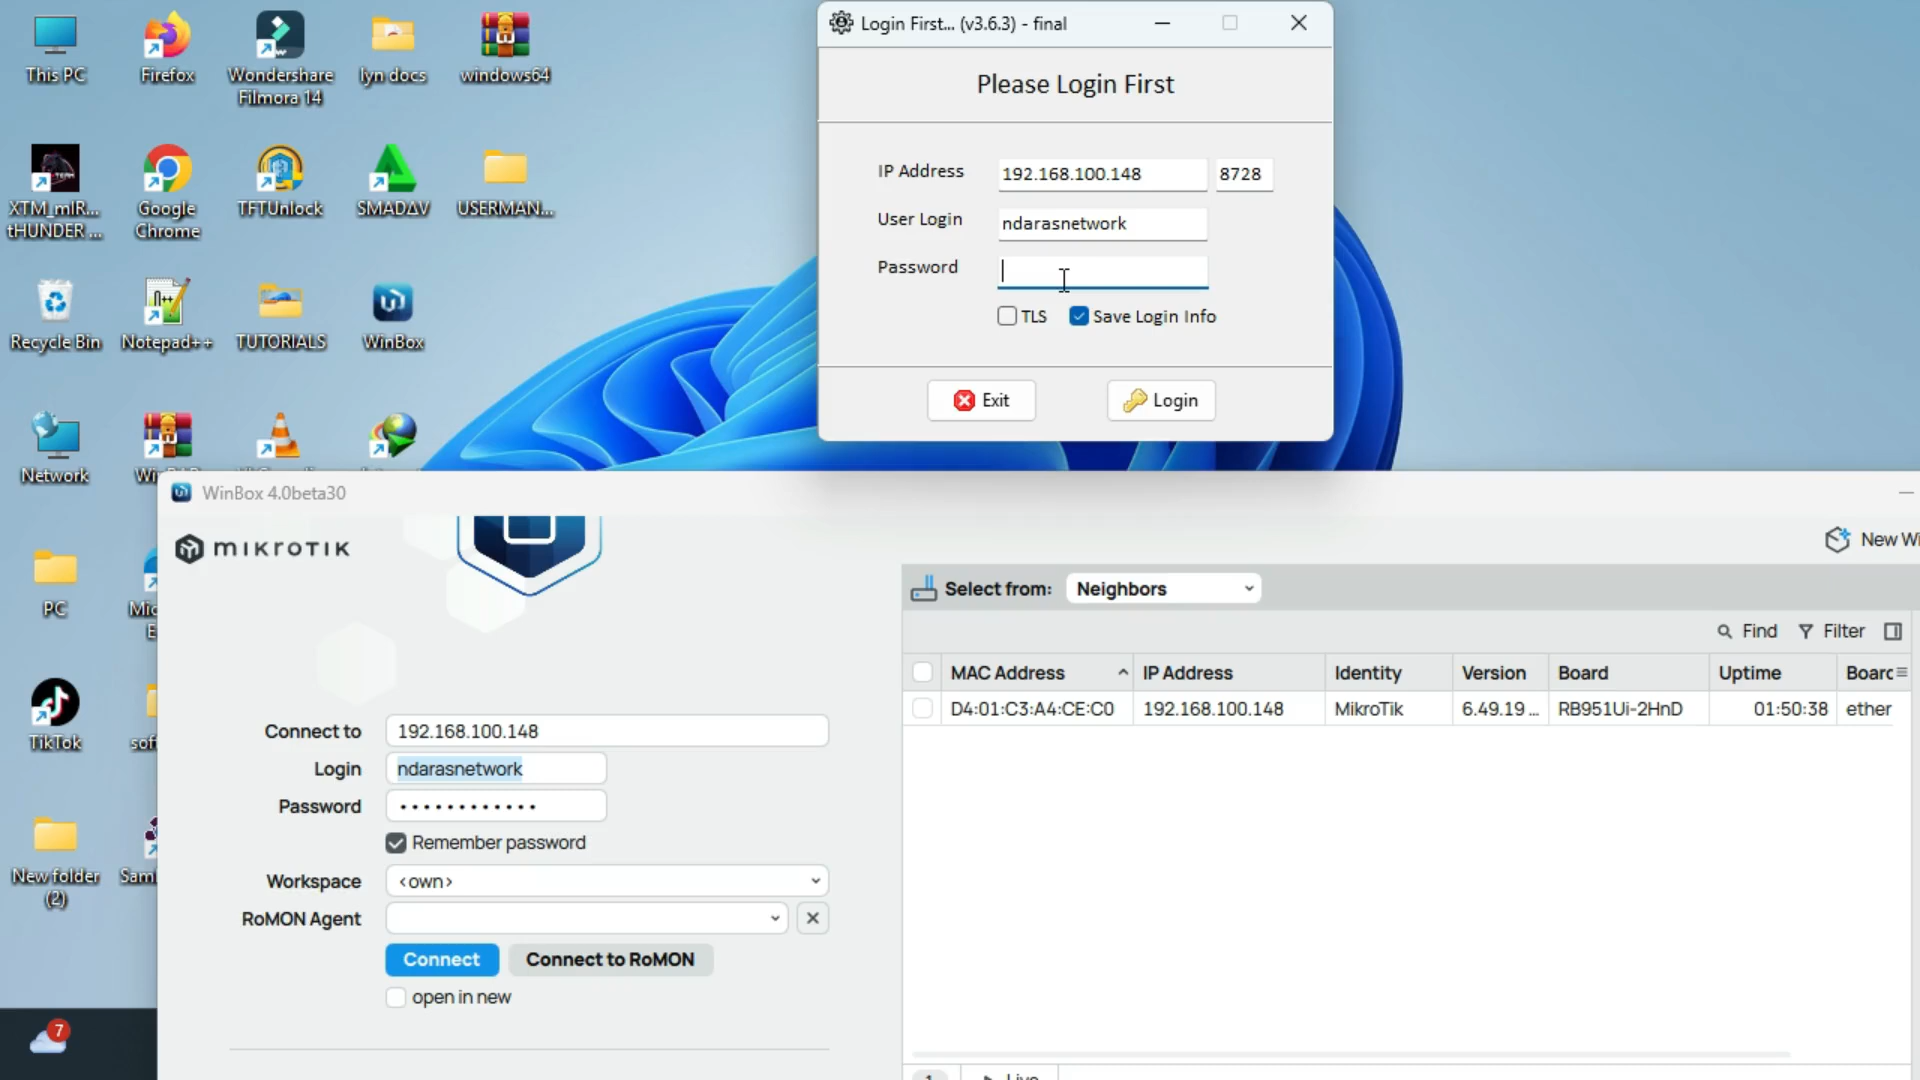 This PC
Firefox
Wondershare
Filmora 14
lyn docs
windows64
XTM_mIR...
tHUNDER ...
Google
Chrome
TFTUnlock
SMADΔV
USERMAN...
Recycle Bin
Notepad++
TUTORIALS
WinBox
Network
PC
TikTok
New folder
(2)
7
Login First... (v3.6.3) - final
Please Login First
IP Address
192.168.100.148
8728
User Login
ndarasnetwork
Password
TLS
Save Login Info
Exit
Login
WinBox 4.0beta30
mikrotik
New Wi
Select from:
Neighbors
Find
Filter
MAC Address
IP Address
Identity
Version
Board
Uptime
Board
D4:01:C3:A4:CE:C0
192.168.100.148
MikroTik
6.49.19 ...
RB951Ui-2HnD
01:50:38
ether
Connect to
192.168.100.148
Login
ndarasnetwork
Password
Remember password
Workspace
<own>
RoMON Agent
Connect
Connect to RoMON
open in new